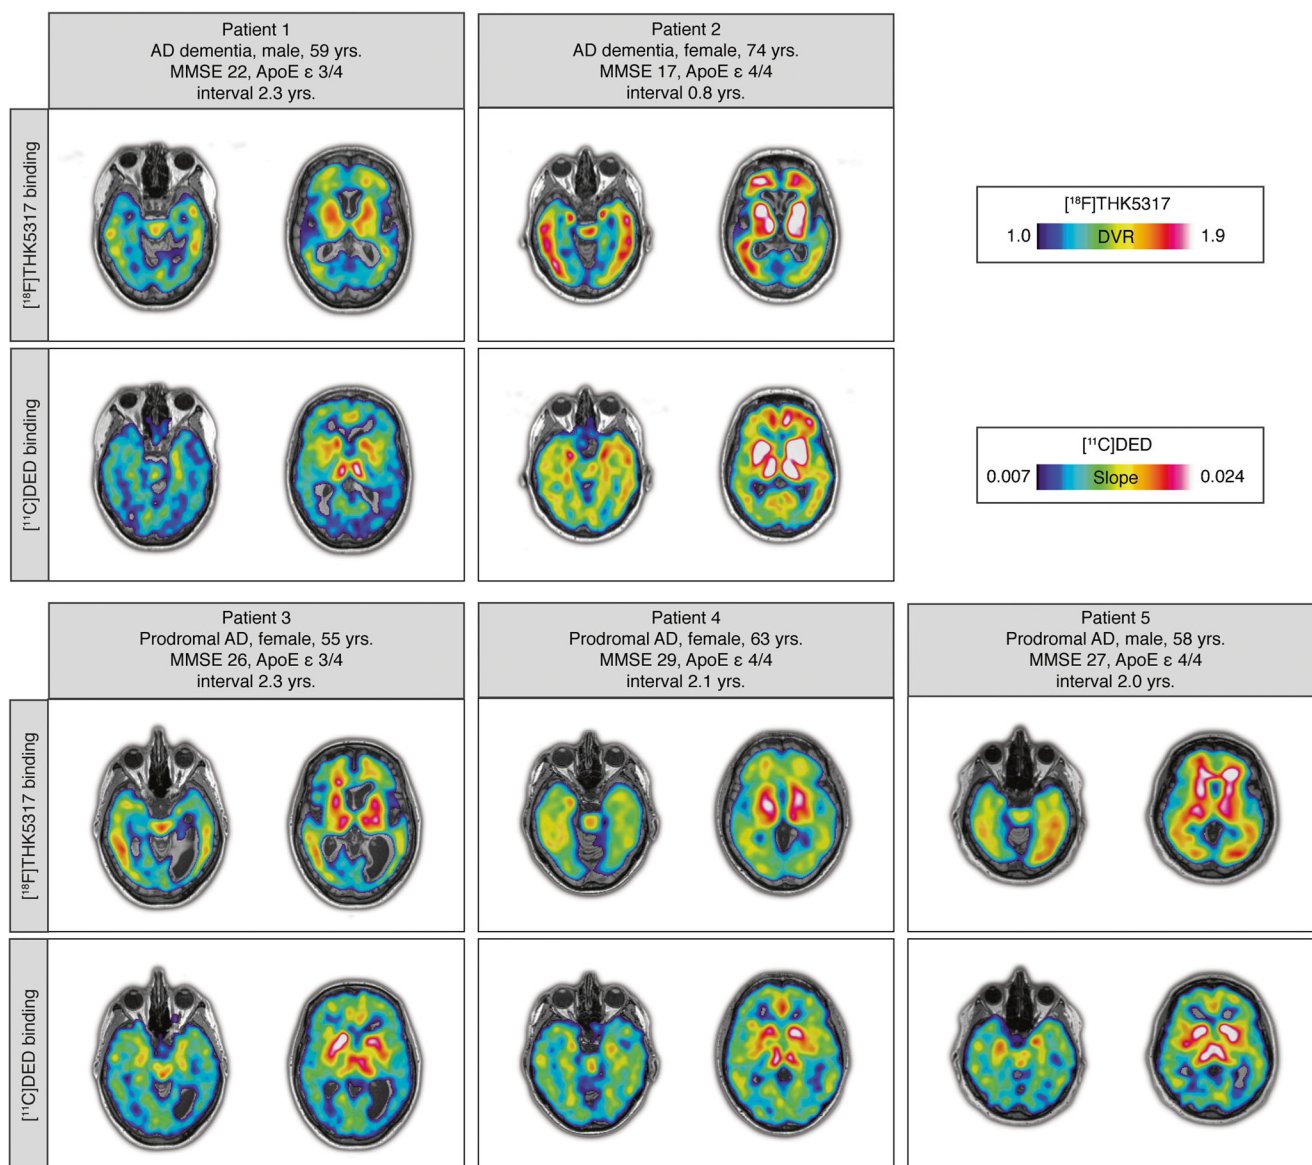 Patient 1
AD dementia, male, 59 yrs.
MMSE 22, ApoE ε 3/4
interval 2.3 yrs.
Patient 2
AD dementia, female, 74 yrs.
MMSE 17, ApoE ε 4/4
interval 0.8 yrs.
[¹⁸F]THK5317 binding
[¹⁸F]THK5317
1.0 DVR 1.9
[¹¹C]DED binding
[¹¹C]DED
0.007 Slope 0.024
Patient 3
Prodromal AD, female, 55 yrs.
MMSE 26, ApoE ε 3/4
interval 2.3 yrs.
Patient 4
Prodromal AD, female, 63 yrs.
MMSE 29, ApoE ε 4/4
interval 2.1 yrs.
Patient 5
Prodromal AD, male, 58 yrs.
MMSE 27, ApoE ε 4/4
interval 2.0 yrs.
[¹⁸F]THK5317 binding
[¹¹C]DED binding